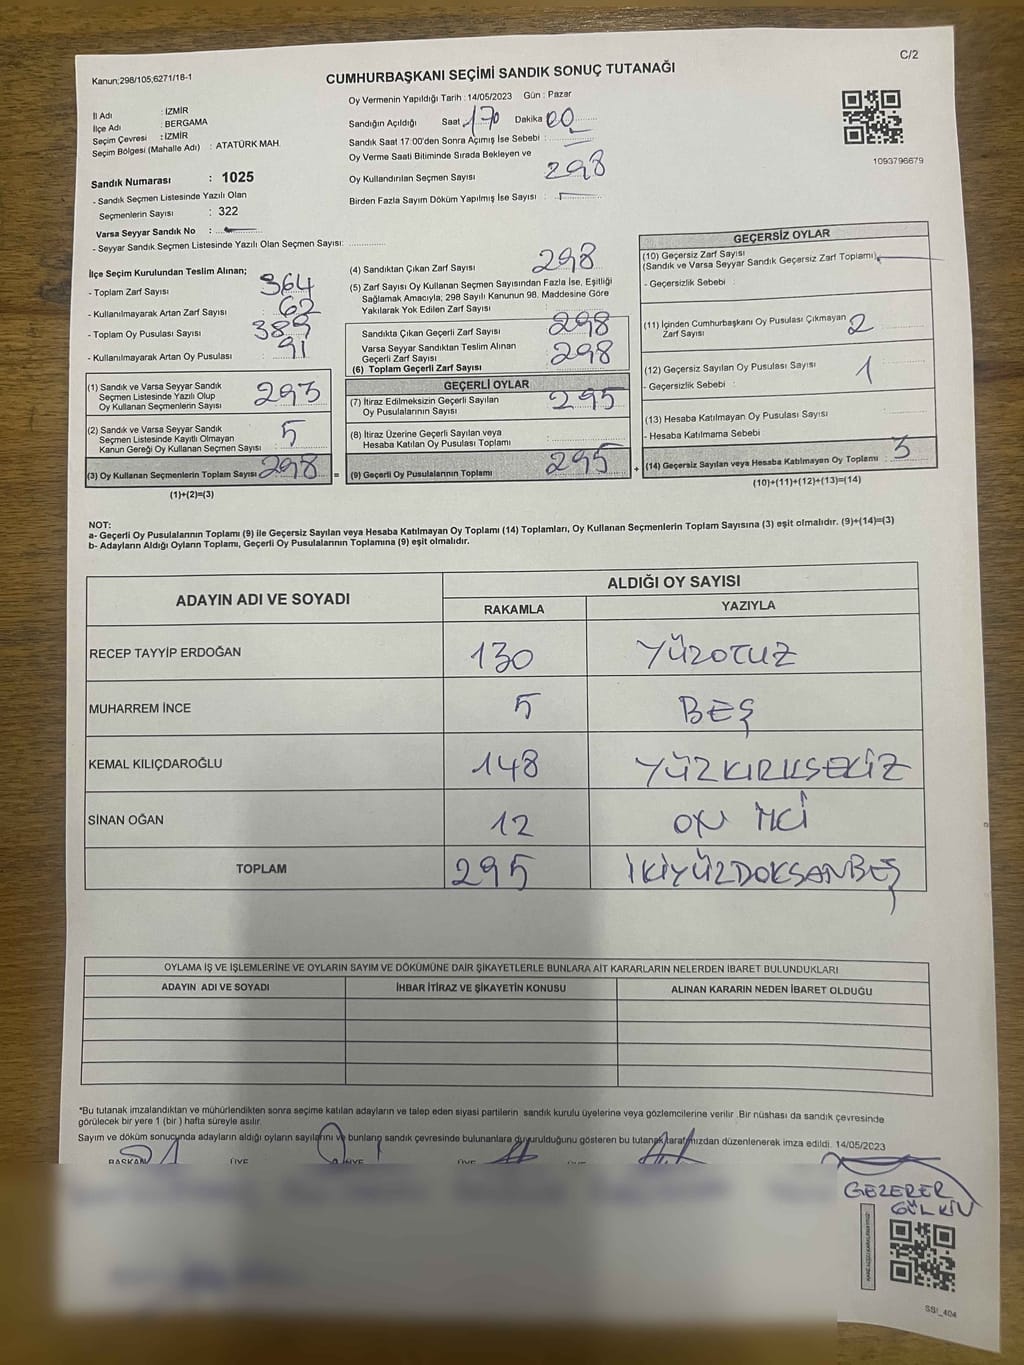 C/2
Kanun;298/105;6271/18-1
CUMHURBAŞKANI SEÇİMİ SANDIK SONUÇ TUTANAĞI
İl Adı : İZMİR
İlçe Adı : BERGAMA
Seçim Çevresi : İZMİR
Seçim Bölgesi (Mahalle Adı) : ATATÜRK MAH.
Sandık Numarası : 1025
- Sandık Seçmen Listesinde Yazılı Olan
Seçmenlerin Sayısı : 322
Varsa Seyyar Sandık No :
- Seyyar Sandık Seçmen Listesinde Yazılı Olan Seçmen Sayısı:
Oy Vermenin Yapıldığı Tarih : 14/05/2023 Gün : Pazar
Sandığın Açıldığı Saat Dakika 00
Sandık Saat 17:00'den Sonra Açımış İse Sebebi :
Oy Verme Saati Bitiminde Sırada Bekleyen ve
Oy Kullandırılan Seçmen Sayısı 298
Birden Fazla Sayım Döküm Yapılmış İse Sayısı :
1093796679
İlçe Seçim Kurulundan Teslim Alınan;
- Toplam Zarf Sayısı : 364
- Kullanılmayarak Artan Zarf Sayısı : 62
- Toplam Oy Pusulası Sayısı : 389
- Kullanılmayarak Artan Oy Pusulası : 91
(1) Sandık ve Varsa Seyyar Sandık
Seçmen Listesinde Yazılı Olup
Oy Kullanan Seçmenlerin Sayısı : 293
(2) Sandık ve Varsa Seyyar Sandık
Seçmen Listesinde Kayıtlı Olmayan
Kanun Gereği Oy Kullanan Seçmen Sayısı : 5
(3) Oy Kullanan Seçmenlerin Toplam Sayısı 298
(1)+(2)=(3)
=
(4) Sandıktan Çıkan Zarf Sayısı : 298
(5) Zarf Sayısı Oy Kullanan Seçmen Sayısından Fazla İse, Eşitliği
Sağlamak Amacıyla; 298 Sayılı Kanunun 98. Maddesine Göre
Yakılarak Yok Edilen Zarf Sayısı :
Sandıkta Çıkan Geçerli Zarf Sayısı : 298
Varsa Seyyar Sandıktan Teslim Alınan
Geçerli Zarf Sayısı : 298
(6) Toplam Geçerli Zarf Sayısı :
GEÇERLİ OYLAR
(7) İtiraz Edilmeksizin Geçerli Sayılan
Oy Pusulalarının Sayısı : 295
(8) İtiraz Üzerine Geçerli Sayılan veya
Hesaba Katılan Oy Pusulası Toplamı :
(9) Geçerli Oy Pusulalarının Toplamı : 295
+
GEÇERSİZ OYLAR
(10) Geçersiz Zarf Sayısı
(Sandık ve Varsa Seyyar Sandık Geçersiz Zarf Toplamı)
- Geçersizlik Sebebi :
(11) İçinden Cumhurbaşkanı Oy Pusulası Çıkmayan
Zarf Sayısı : 2
(12) Geçersiz Sayılan Oy Pusulası Sayısı : 1
- Geçersizlik Sebebi :
(13) Hesaba Katılmayan Oy Pusulası Sayısı :
- Hesaba Katılmama Sebebi :
(14) Geçersiz Sayılan veya Hesaba Katılmayan Oy Toplamı : 3
(10)+(11)+(12)+(13)=(14)
NOT:
a- Geçerli Oy Pusulalarının Toplamı (9) ile Geçersiz Sayılan veya Hesaba Katılmayan Oy Toplamı (14) Toplamları, Oy Kullanan Seçmenlerin Toplam Sayısına (3) eşit olmalıdır. (9)+(14)=(3)
b- Adayların Aldığı Oyların Toplamı, Geçerli Oy Pusulalarının Toplamına (9) eşit olmalıdır.
ADAYIN ADI VE SOYADI ALDIĞI OY SAYISI
RAKAMLA YAZIYLA
RECEP TAYYİP ERDOĞAN 130 YÜZOTUZ
MUHARREM İNCE 5 BEŞ
KEMAL KILIÇDAROĞLU 148 YÜZKIRKSEKİZ
SİNAN OĞAN 12 ON İKİ
TOPLAM 295 İKİYÜZDOKSANBEŞ
OYLAMA İŞ VE İŞLEMLERİNE VE OYLARIN SAYIM VE DÖKÜMÜNE DAİR ŞİKAYETLERLE BUNLARA AİT KARARLARIN NELERDEN İBARET BULUNDUKLARI
ADAYIN ADI VE SOYADI İHBAR İTİRAZ VE ŞİKAYETİN KONUSU ALINAN KARARIN NEDEN İBARET OLDUĞU
*Bu tutanak imzalandıktan ve mühürlendikten sonra seçime katılan adayların ve talep eden siyasi partilerin sandık kurulu üyelerine veya gözlemcilerine verilir .Bir nüshası da sandık çevresinde
görülecek bir yere 1 (bir ) hafta süreyle asılır.
Sayım ve döküm sonucunda adayların aldığı oyların sayılarını ve bunların sandık çevresinde bulunanlara duyurulduğunu gösteren bu tutanak tarafımızdan düzenlenerek imza edildi. 14/05/2023
BAŞKAN ÜYE ÜYE ÜYE ÜYE
GEZERER
GÜLKİV
SSI_404